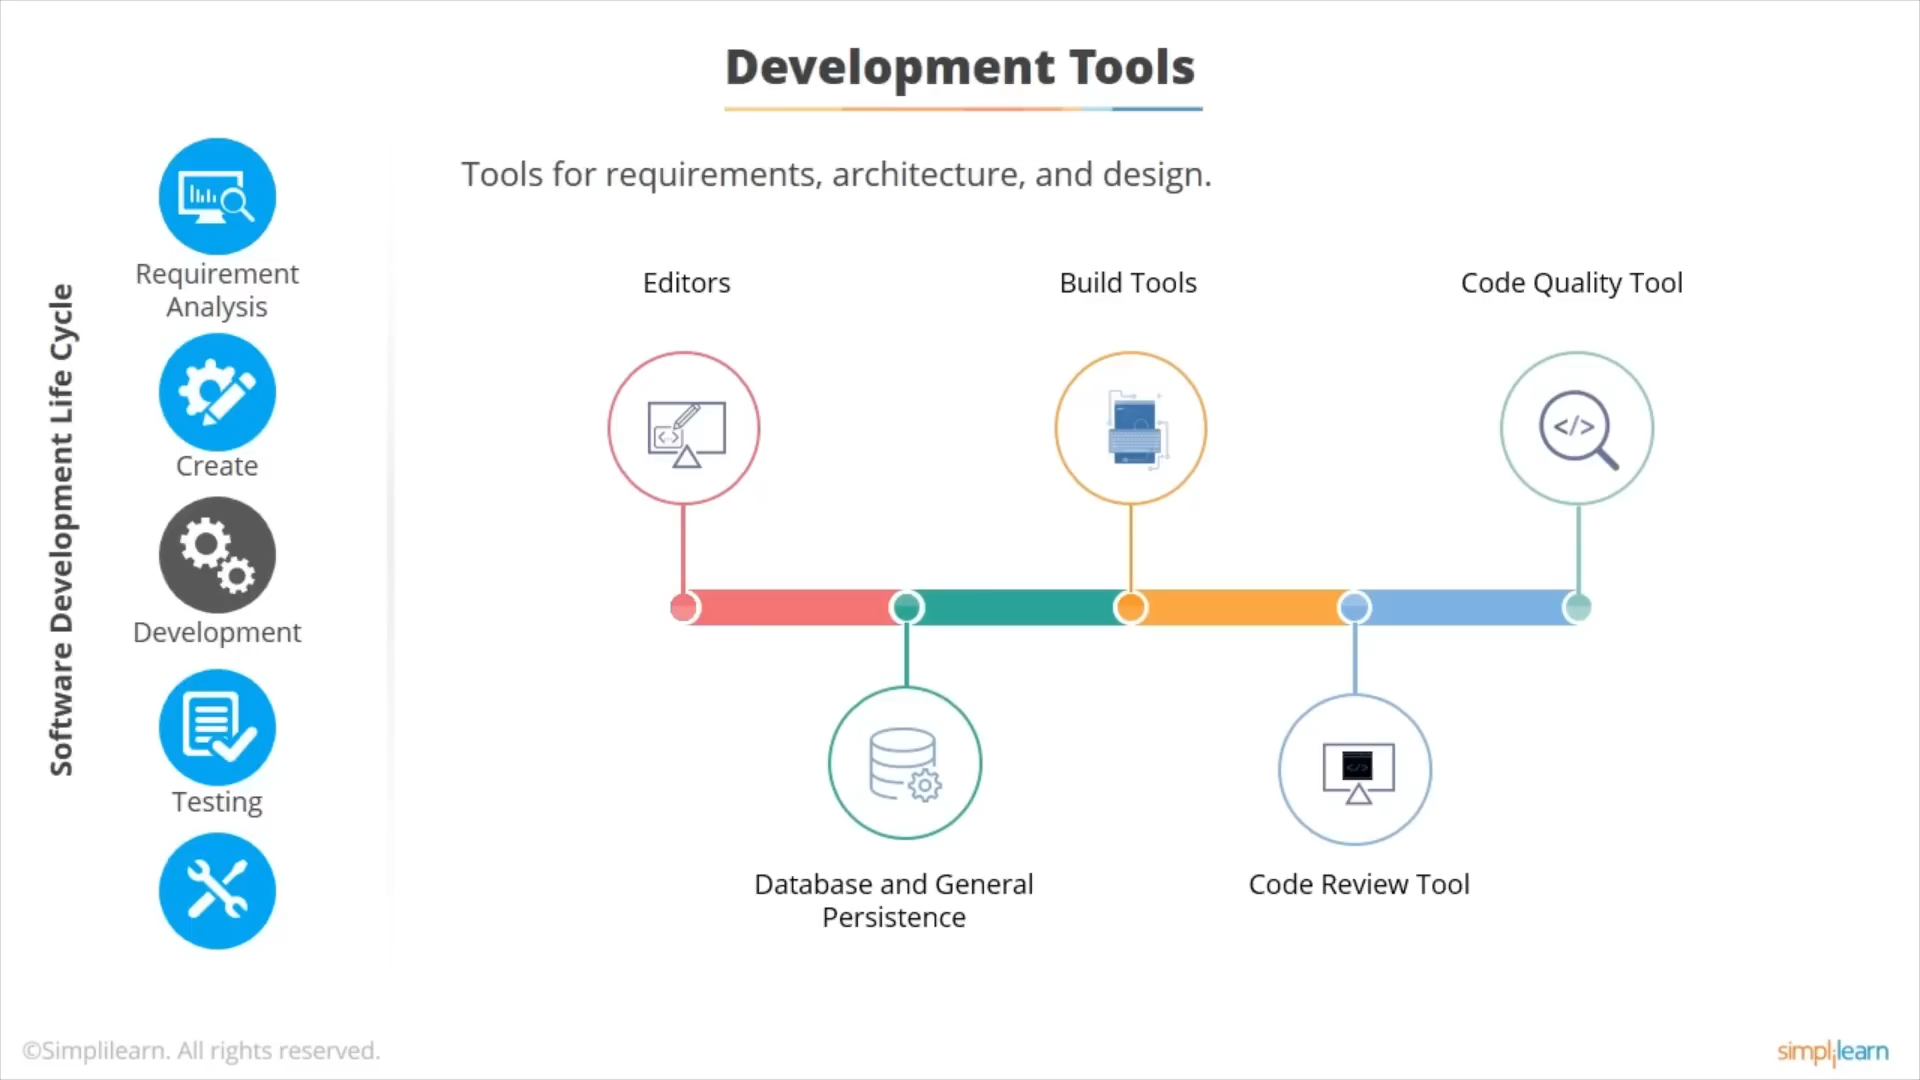 Development Tools
Tools for requirements, architecture, and design.
Software Development Life Cycle
Requirement
Analysis
Create
Development
Testing
Editors
Build Tools
Code Quality Tool
</>
Database and General
Persistence
Code Review Tool
©Simplilearn. All rights reserved.
simplilearn